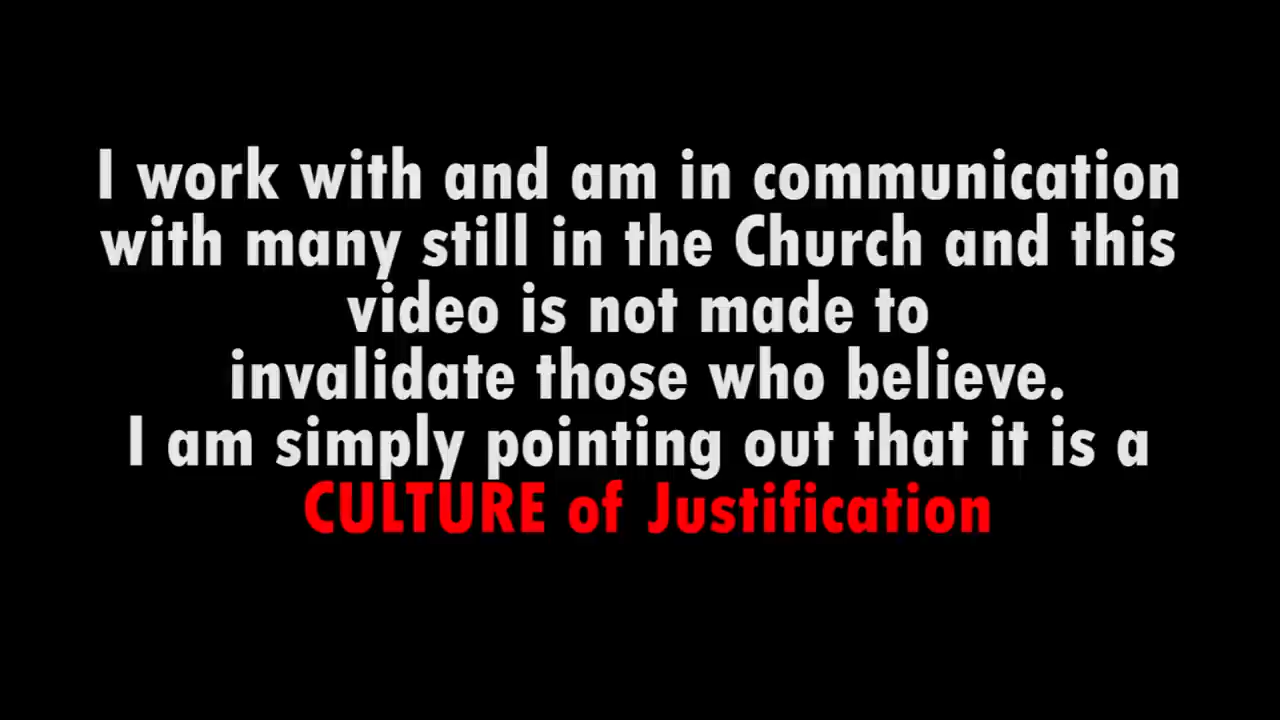 I work with and am in communication
with many still in the Church and this
video is not made to
invalidate those who believe.
I am simply pointing out that it is a
CULTURE of Justification